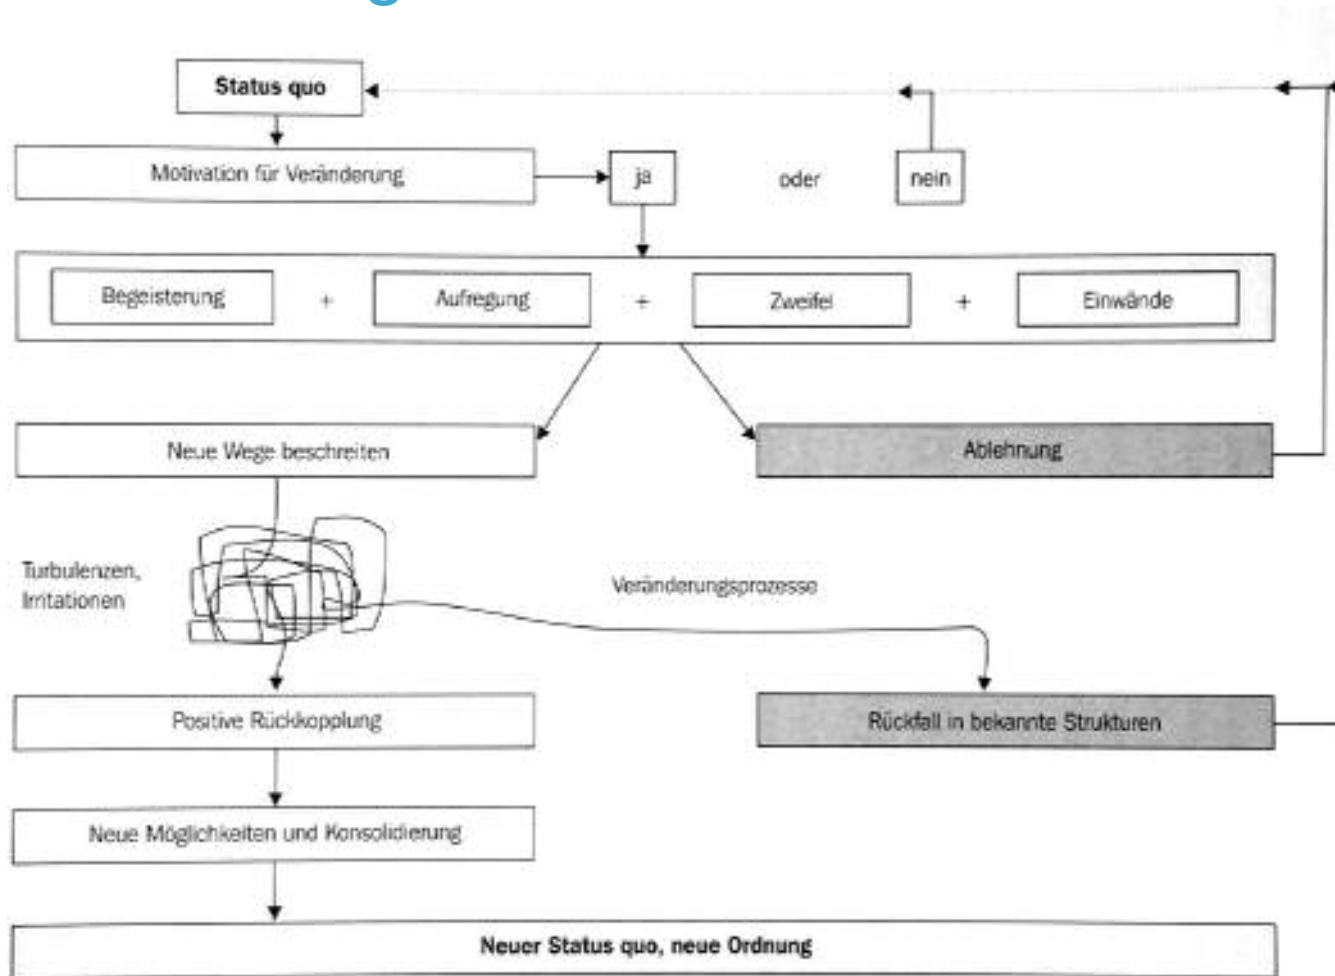 Status quo
Motivation für Veränderung
ja
oder
nein
Begeisterung
+
Aufregung
+
Zweifel
+
Einwände
Neue Wege beschreiten
Ablehnung
Turbulenzen,
Irritationen
Veränderungsprozesse
Positive Rückkopplung
Rückfall in bekannte Strukturen
Neue Möglichkeiten und Konsolidierung
Neuer Status quo, neue Ordnung